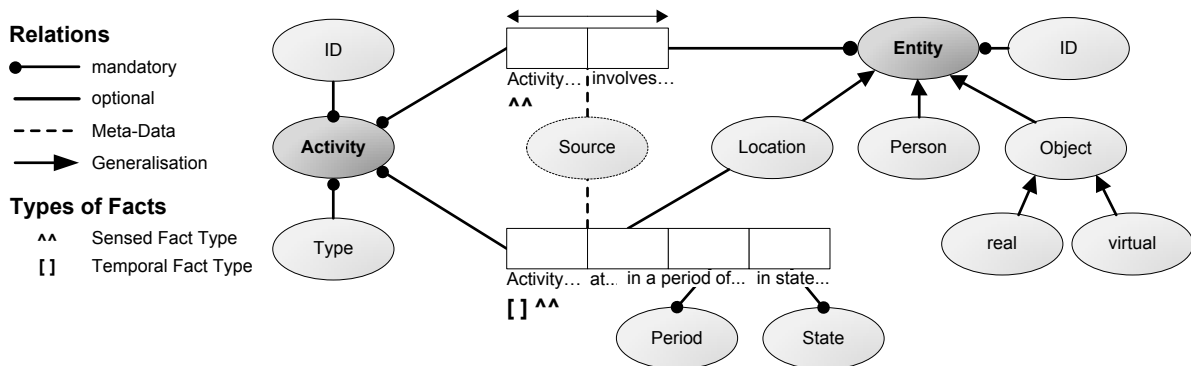 Relations
mandatory
optional
Meta-Data
Generalisation
Types of Facts
^^ Sensed Fact Type
[ ] Temporal Fact Type
ID
Activity
Type
Activity… involves…
^^
Source
Entity
ID
Location
Person
Object
real
virtual
Activity… at... in a period of... in state...
[ ] ^^
Period
State